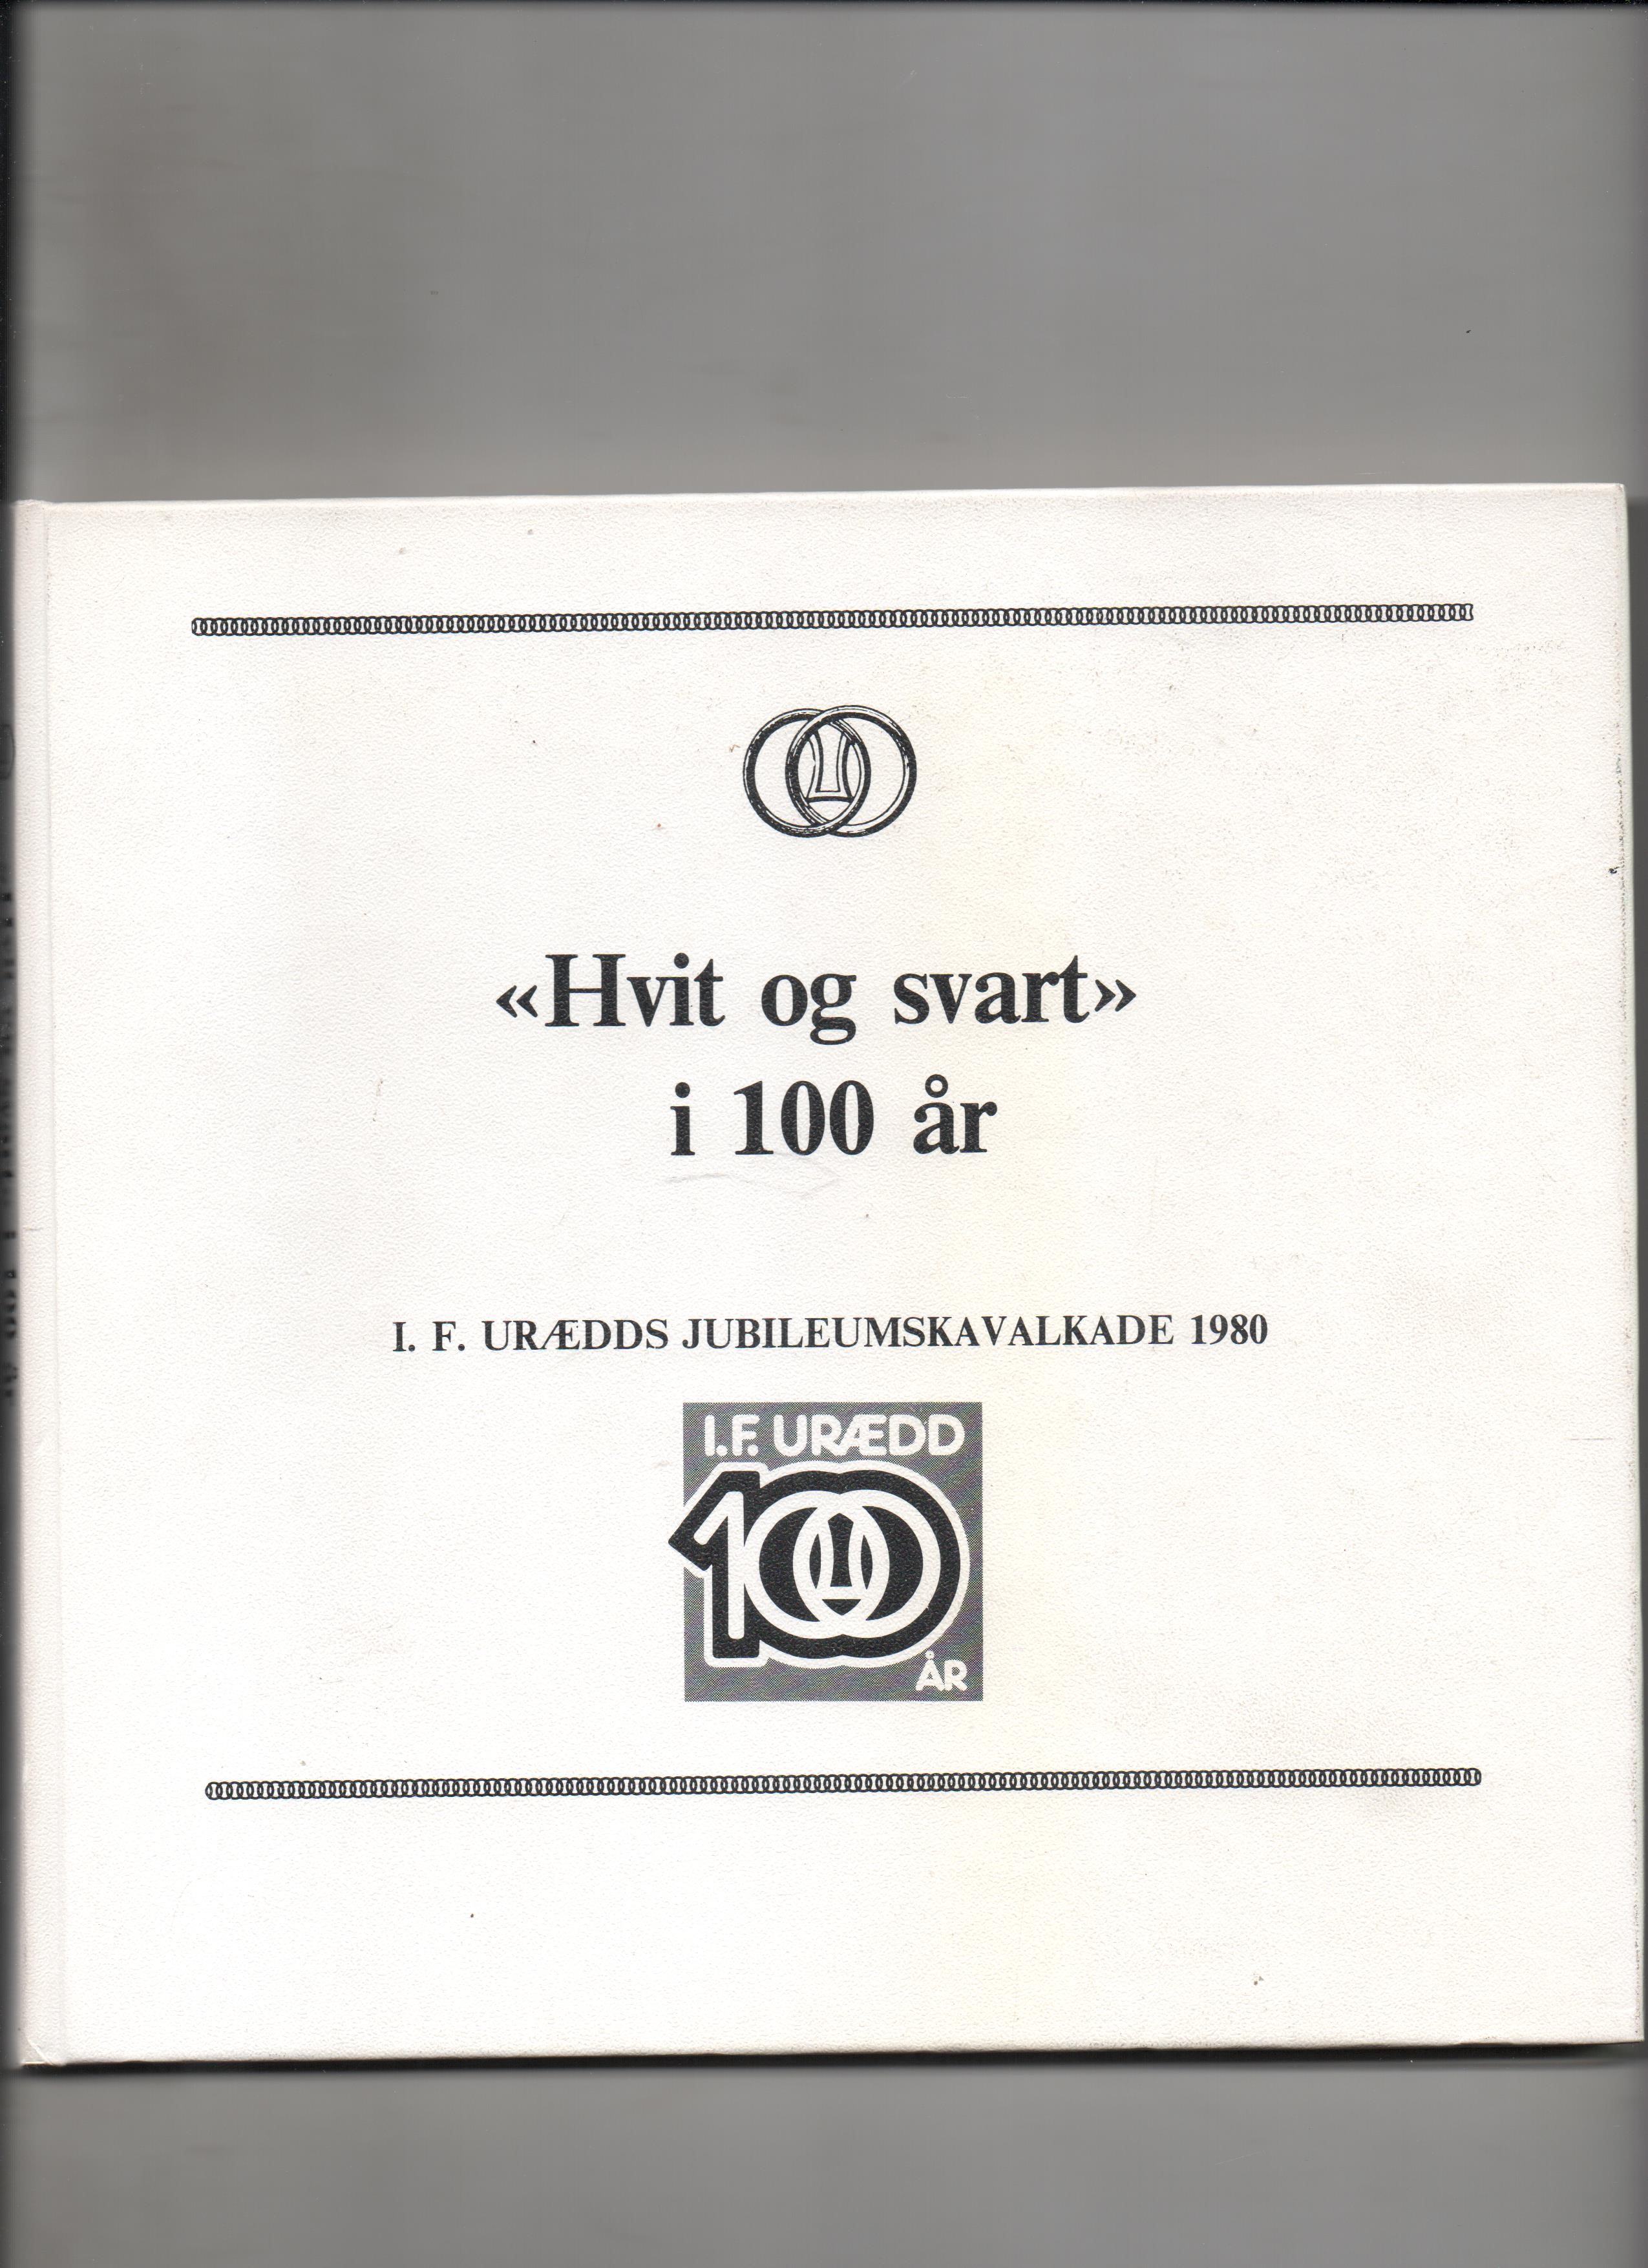 «Hvit og svart»
i 100 år
I. F. URÆDDS JUBILEUMSKAVALKADE 1980
I.F. URÆDD
100
ÅR